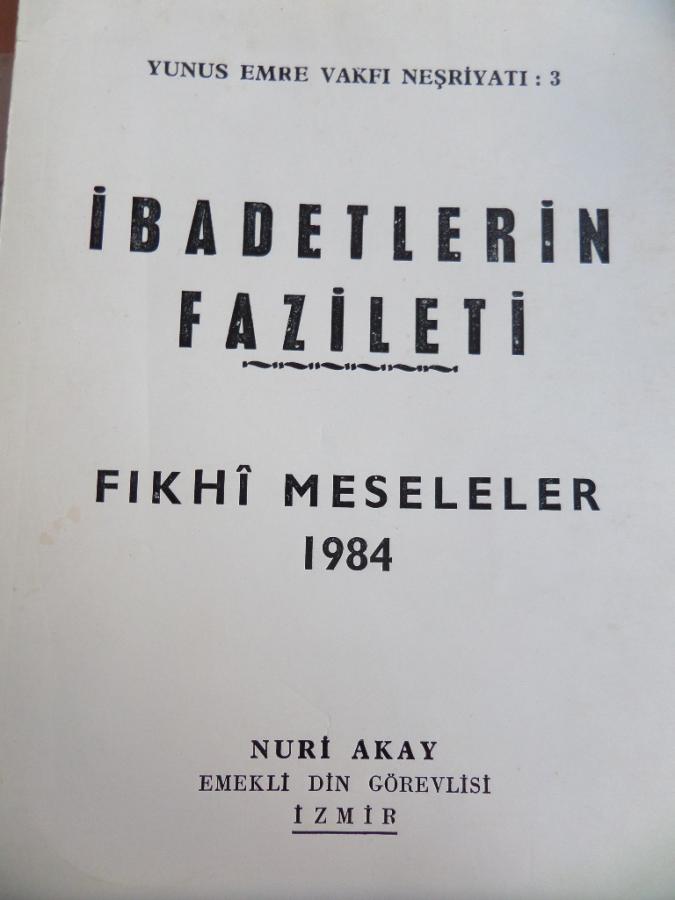 YUNUS EMRE VAKFI NEŞRİYATI : 3
İBADETLERİN
FAZİLETİ
FIKHÎ MESELELER
1984
NURİ AKAY
EMEKLİ DİN GÖREVLİSİ
İZMİR